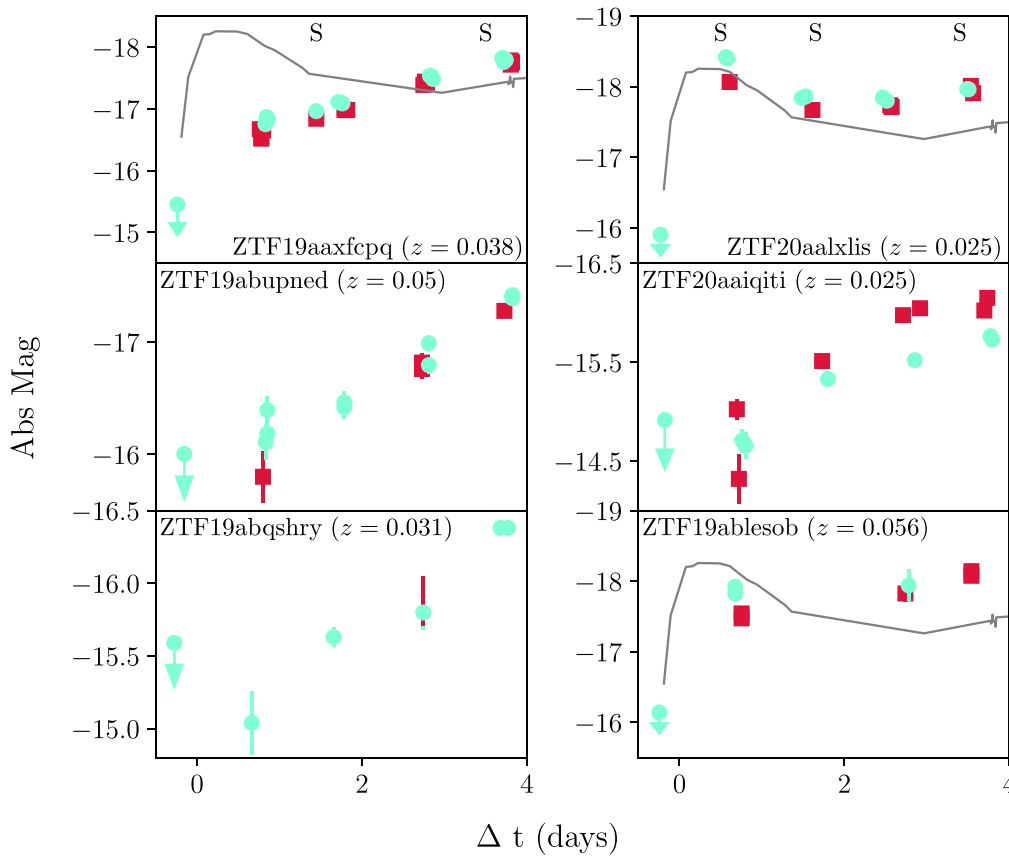 S S
S S S
−18
−17
−16
−15
ZTF19aaxfcpq (z = 0.038)
−19
−18
−17
−16
ZTF20aalxlis (z = 0.025)
ZTF19abupned (z = 0.05)
−17
−16
−16.5
ZTF20aaiqiti (z = 0.025)
−15.5
−14.5
−16.5
ZTF19abqshry (z = 0.031)
−16.0
−15.5
−15.0
−19
ZTF19ablesob (z = 0.056)
−18
−17
−16
0 2 4
0 2 4
Abs Mag
Δ t (days)